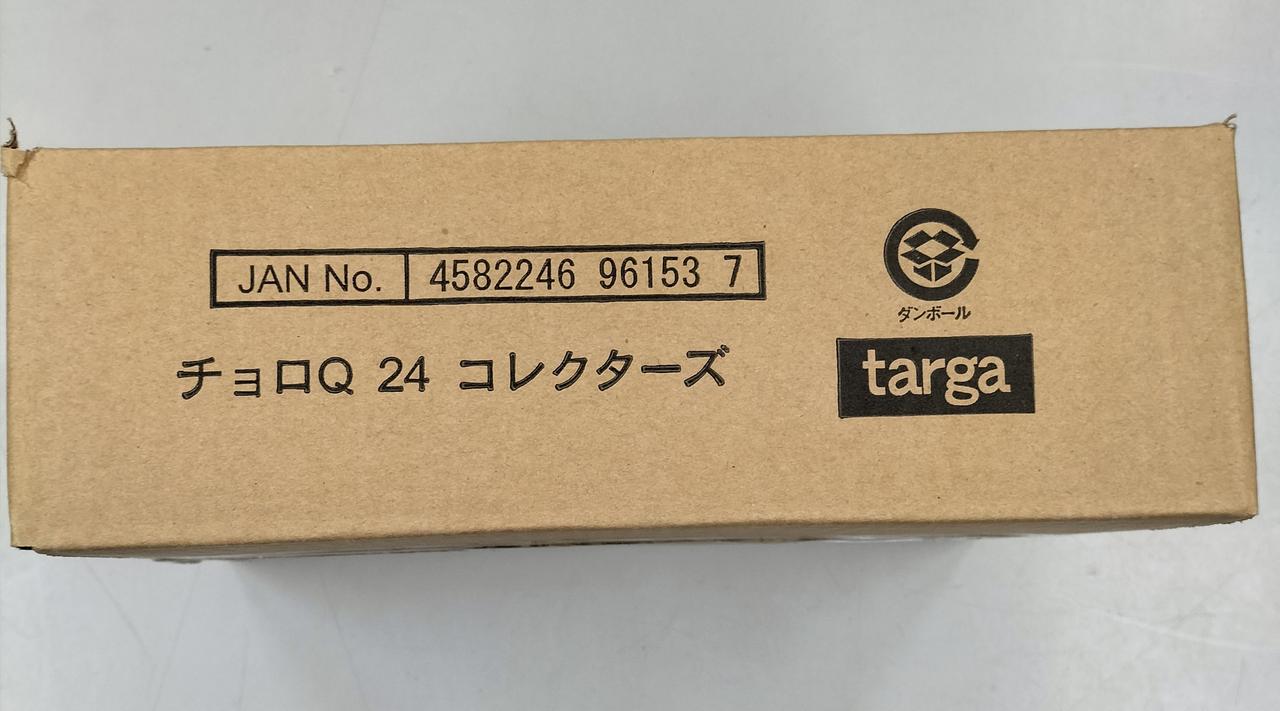 JAN No. 4582246 96153 7
チョロQ 24 コレクターズ
ダンボール
targa